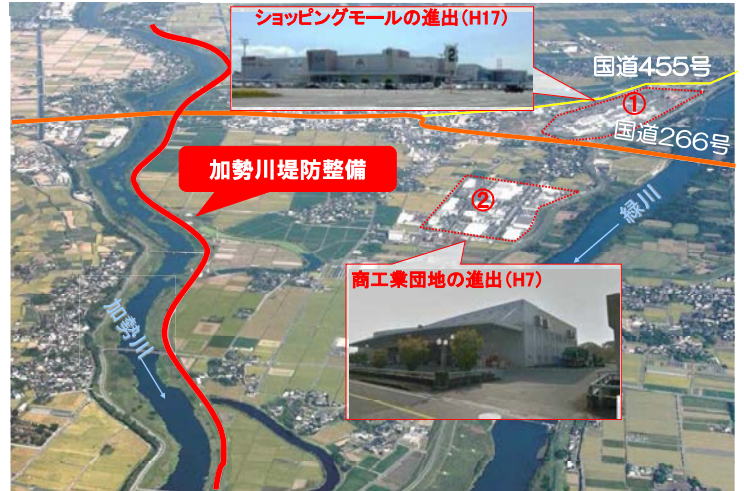 ショッピングモールの進出(H17)
国道455号
①
国道266号
加勢川堤防整備
②
緑川
商工業団地の進出(H7)
加勢川